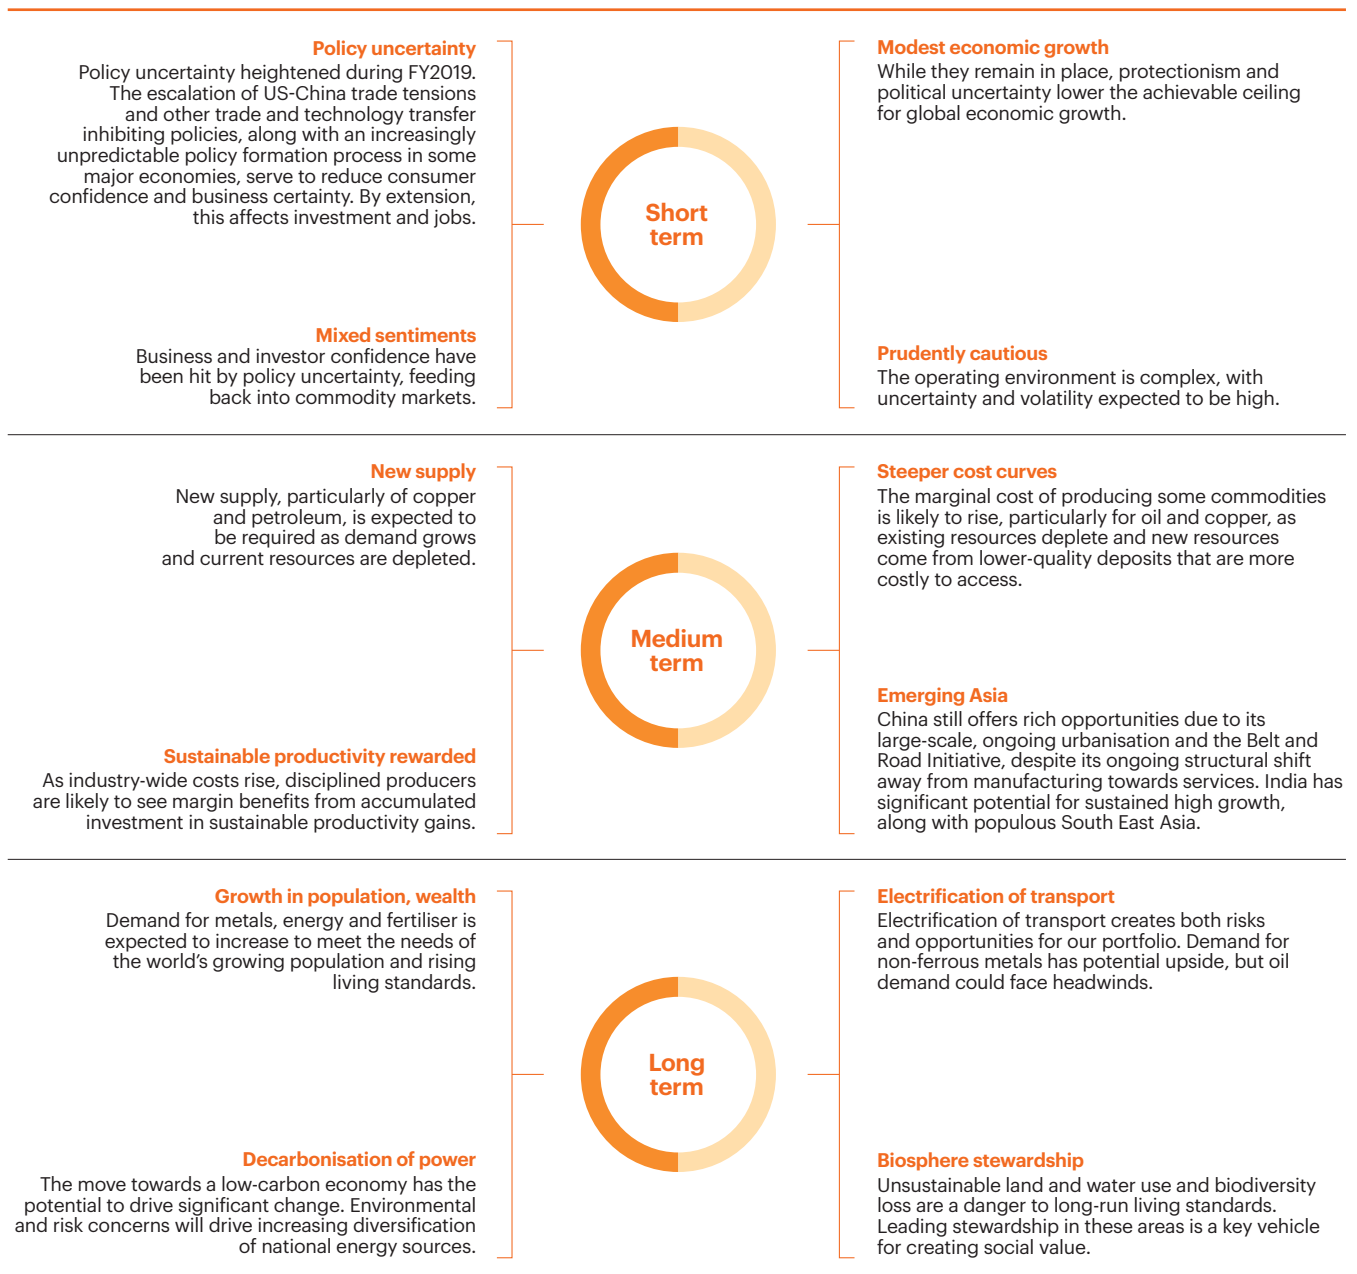 Policy uncertainty
Policy uncertainty heightened during FY2019.
The escalation of US-China trade tensions
and other trade and technology transfer
inhibiting policies, along with an increasingly
unpredictable policy formation process in some
major economies, serve to reduce consumer
confidence and business certainty. By extension,
this affects investment and jobs.
Mixed sentiments
Business and investor confidence have
been hit by policy uncertainty, feeding
back into commodity markets.
Short
term
Modest economic growth
While they remain in place, protectionism and
political uncertainty lower the achievable ceiling
for global economic growth.
Prudently cautious
The operating environment is complex, with
uncertainty and volatility expected to be high.
New supply
New supply, particularly of copper
and petroleum, is expected to
be required as demand grows
and current resources are depleted.
Sustainable productivity rewarded
As industry-wide costs rise, disciplined producers
are likely to see margin benefits from accumulated
investment in sustainable productivity gains.
Medium
term
Steeper cost curves
The marginal cost of producing some commodities
is likely to rise, particularly for oil and copper, as
existing resources deplete and new resources
come from lower-quality deposits that are more
costly to access.
Emerging Asia
China still offers rich opportunities due to its
large-scale, ongoing urbanisation and the Belt and
Road Initiative, despite its ongoing structural shift
away from manufacturing towards services. India has
significant potential for sustained high growth,
along with populous South East Asia.
Growth in population, wealth
Demand for metals, energy and fertiliser is
expected to increase to meet the needs of
the world's growing population and rising
living standards.
Decarbonisation of power
The move towards a low-carbon economy has the
potential to drive significant change. Environmental
and risk concerns will drive increasing diversification
of national energy sources.
Long
term
Electrification of transport
Electrification of transport creates both risks
and opportunities for our portfolio. Demand for
non-ferrous metals has potential upside, but oil
demand could face headwinds.
Biosphere stewardship
Unsustainable land and water use and biodiversity
loss are a danger to long-run living standards.
Leading stewardship in these areas is a key vehicle
for creating social value.